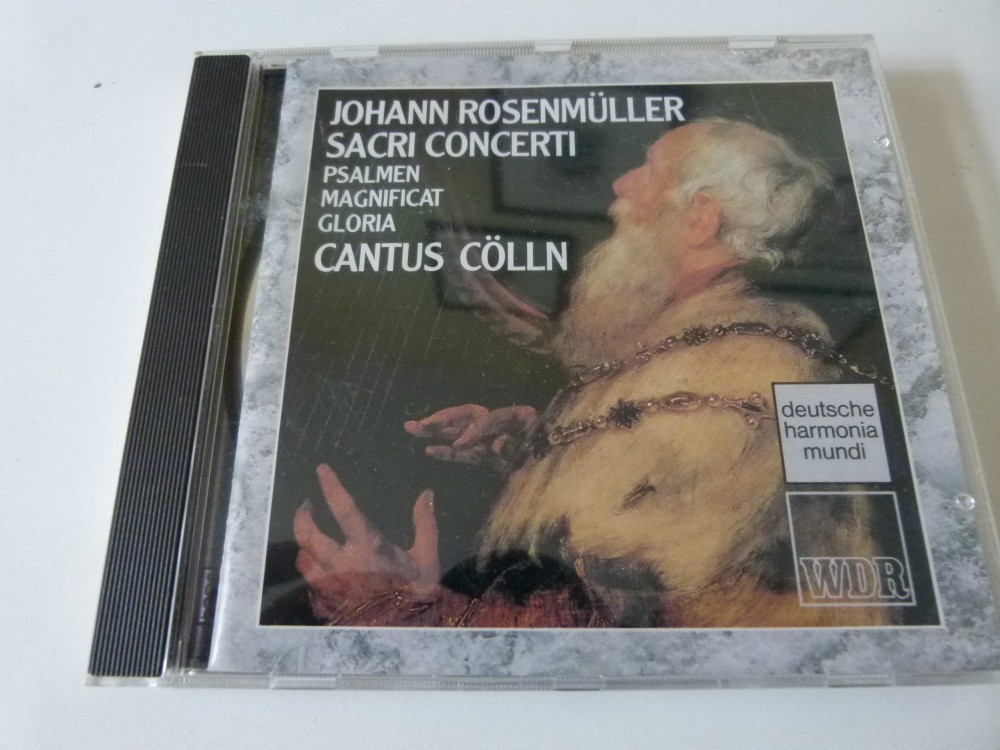 JOHANN ROSENMÜLLER
SACRI CONCERTI
PSALMEN
MAGNIFICAT
GLORIA
CANTUS CÖLLN
deutsche
harmonia
mundi
WDR